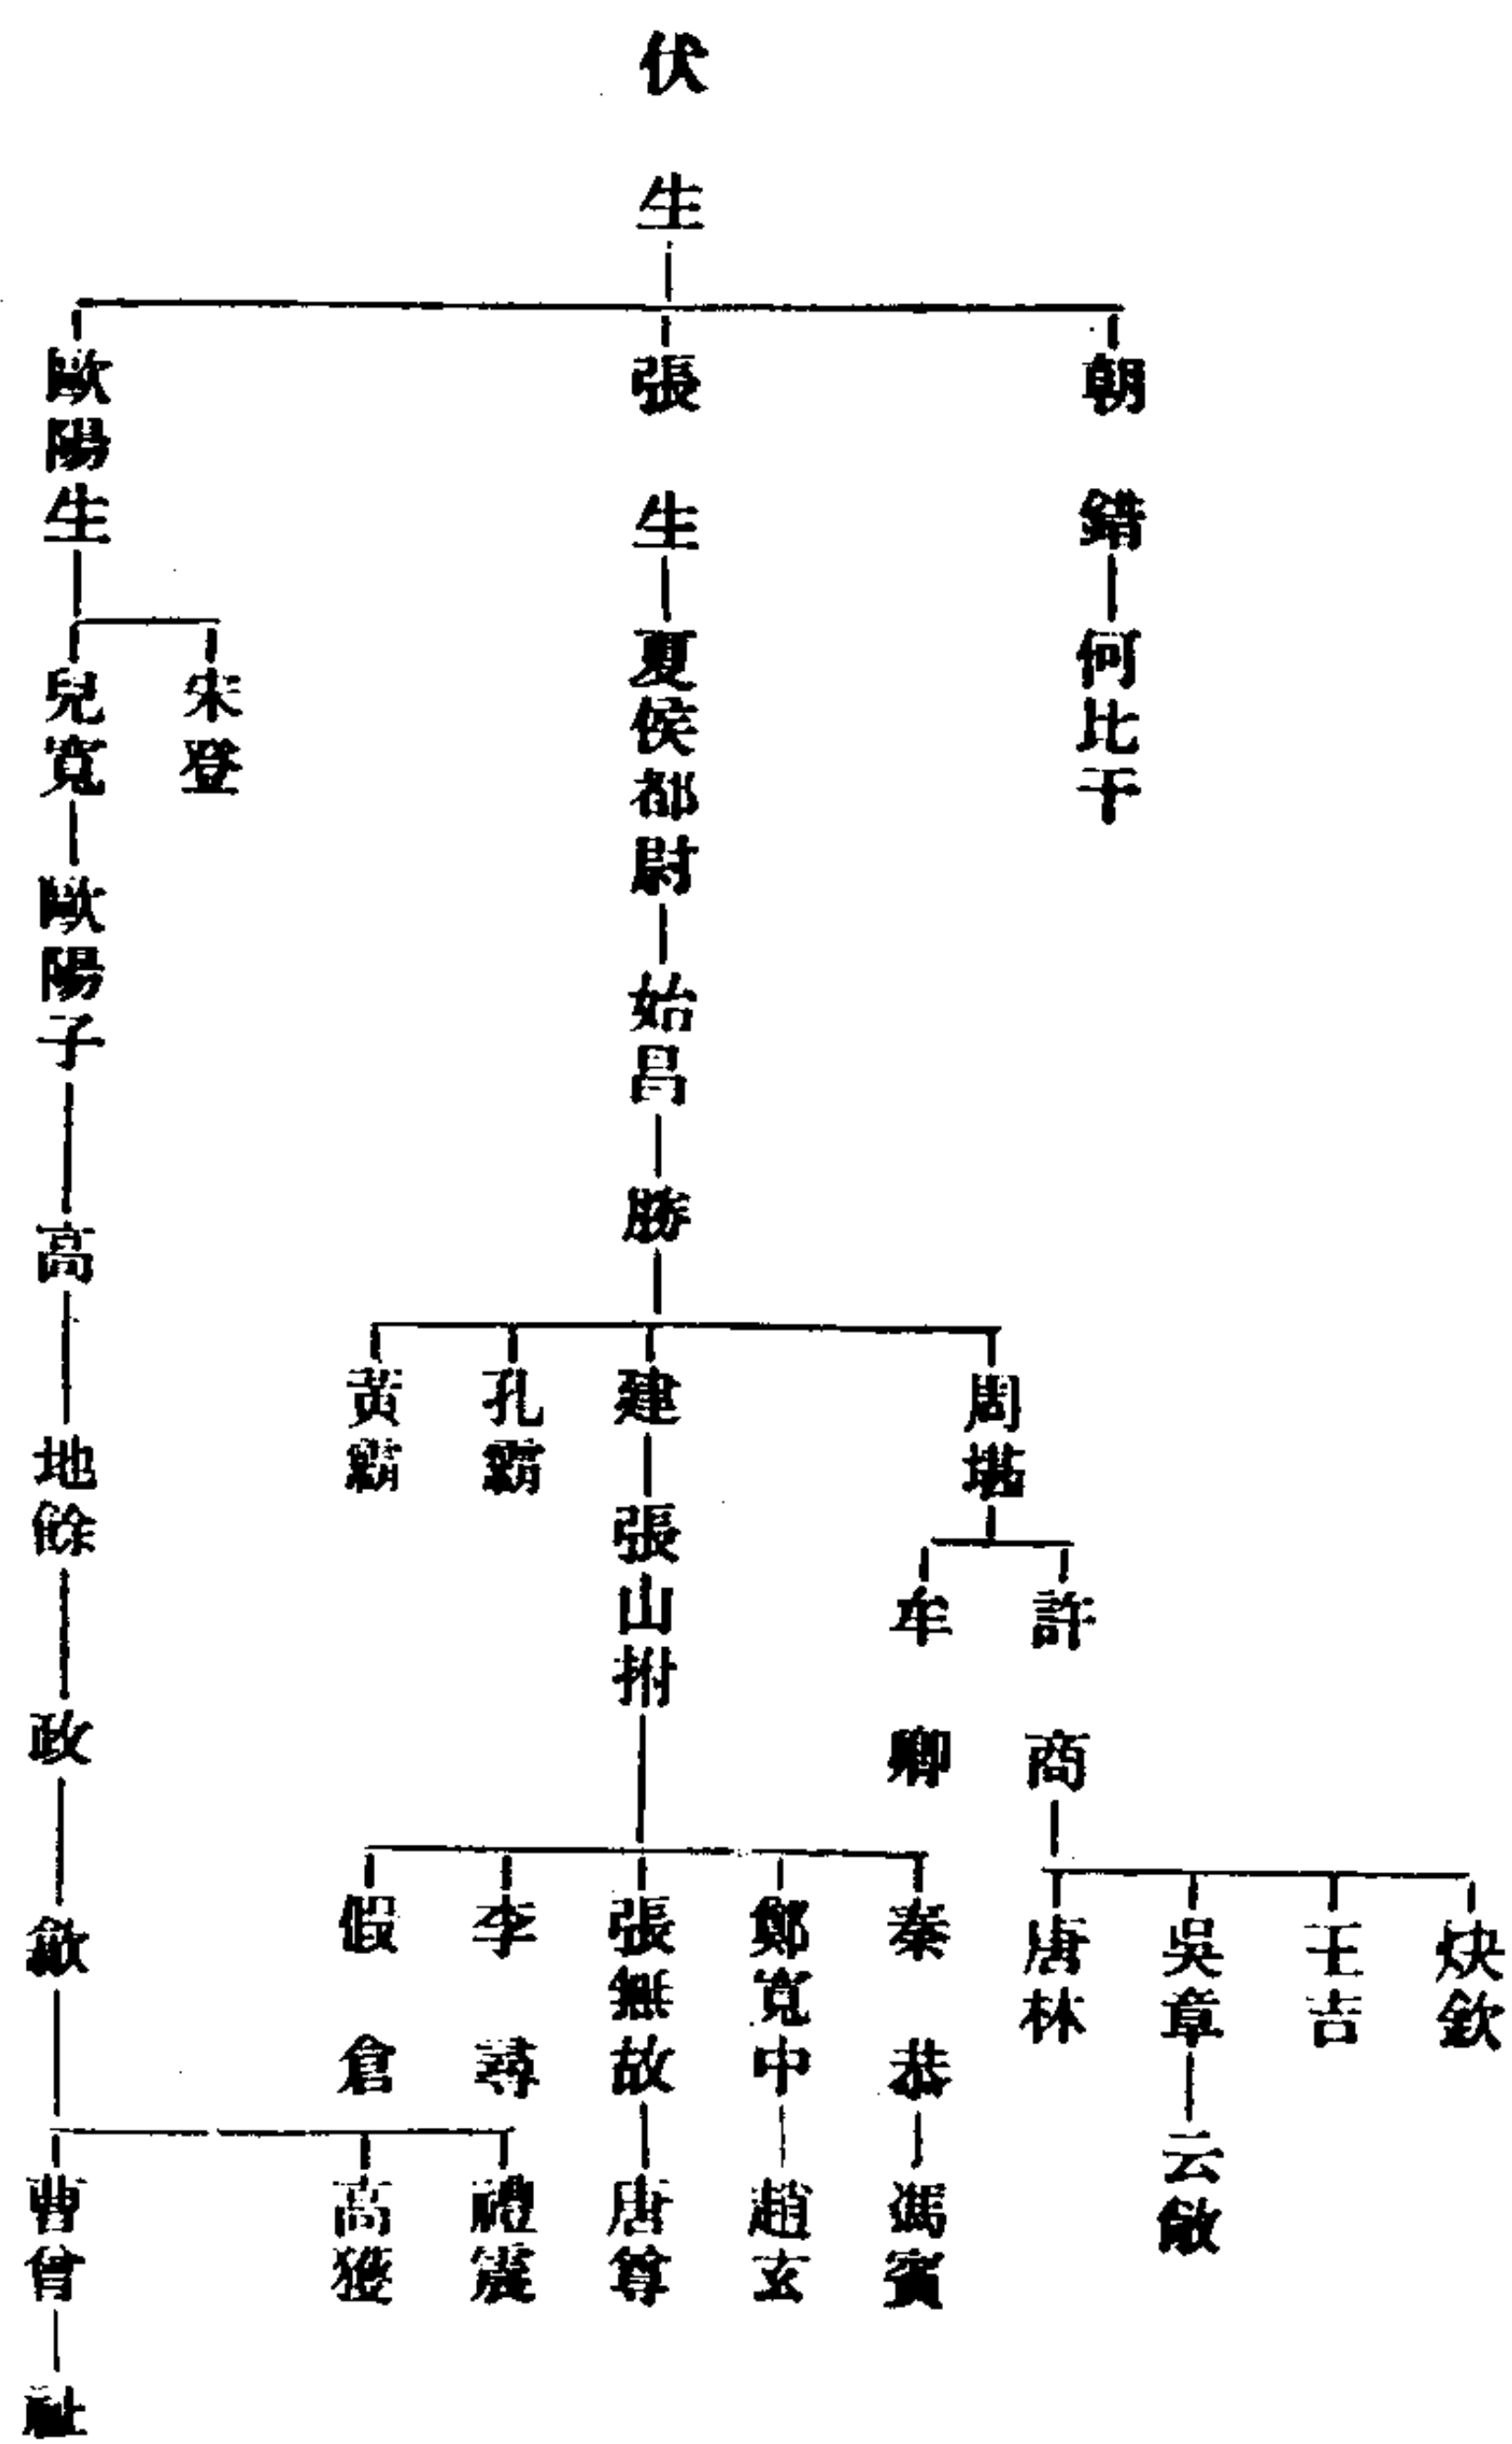 伏生
朝錯
何比干
張生
夏侯都尉
始昌
勝
周堪
許商
炔欽
王吉
吳章
云敞
唐林
牟卿
建
張山拊
秦恭
馮賓
鄭寬中
趙玄
張無故
唐尊
李尋
假倉
孔霸
黃霸
歐陽生
朱登
兒寬
歐陽子
高
地餘
政
歙
禮震
高獲
曹曾
祉